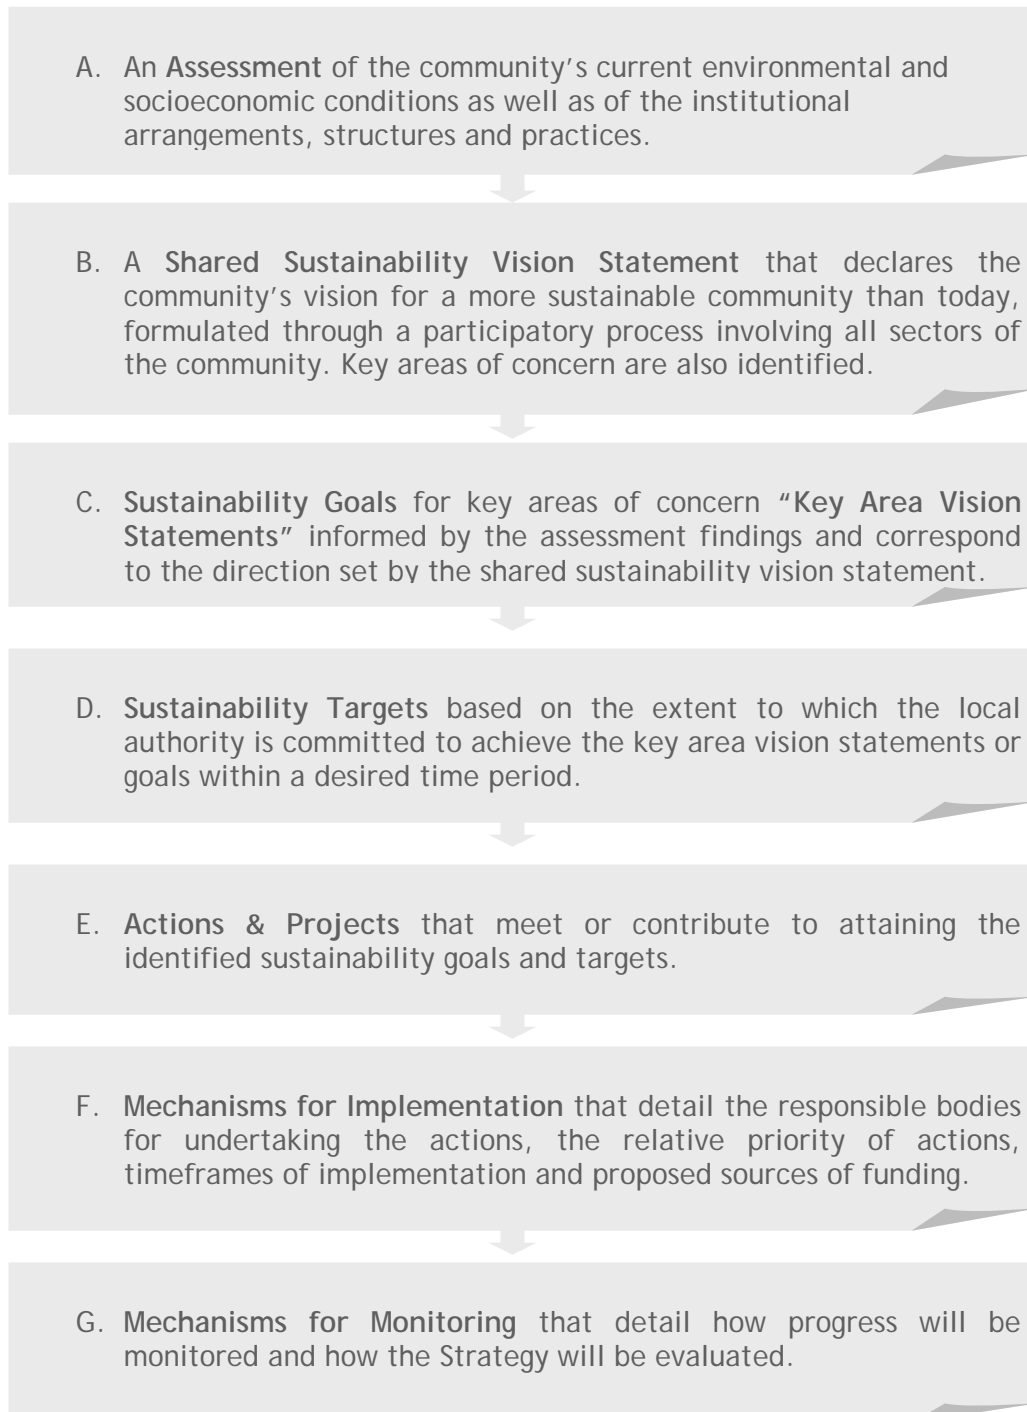 A. An Assessment of the community’s current environmental and
socioeconomic conditions as well as of the institutional
arrangements, structures and practices.
B. A Shared Sustainability Vision Statement that declares the
community’s vision for a more sustainable community than today,
formulated through a participatory process involving all sectors of
the community. Key areas of concern are also identified.
C. Sustainability Goals for key areas of concern “Key Area Vision
Statements” informed by the assessment findings and correspond
to the direction set by the shared sustainability vision statement.
D. Sustainability Targets based on the extent to which the local
authority is committed to achieve the key area vision statements or
goals within a desired time period.
E. Actions & Projects that meet or contribute to attaining the
identified sustainability goals and targets.
F. Mechanisms for Implementation that detail the responsible bodies
for undertaking the actions, the relative priority of actions,
timeframes of implementation and proposed sources of funding.
G. Mechanisms for Monitoring that detail how progress will be
monitored and how the Strategy will be evaluated.